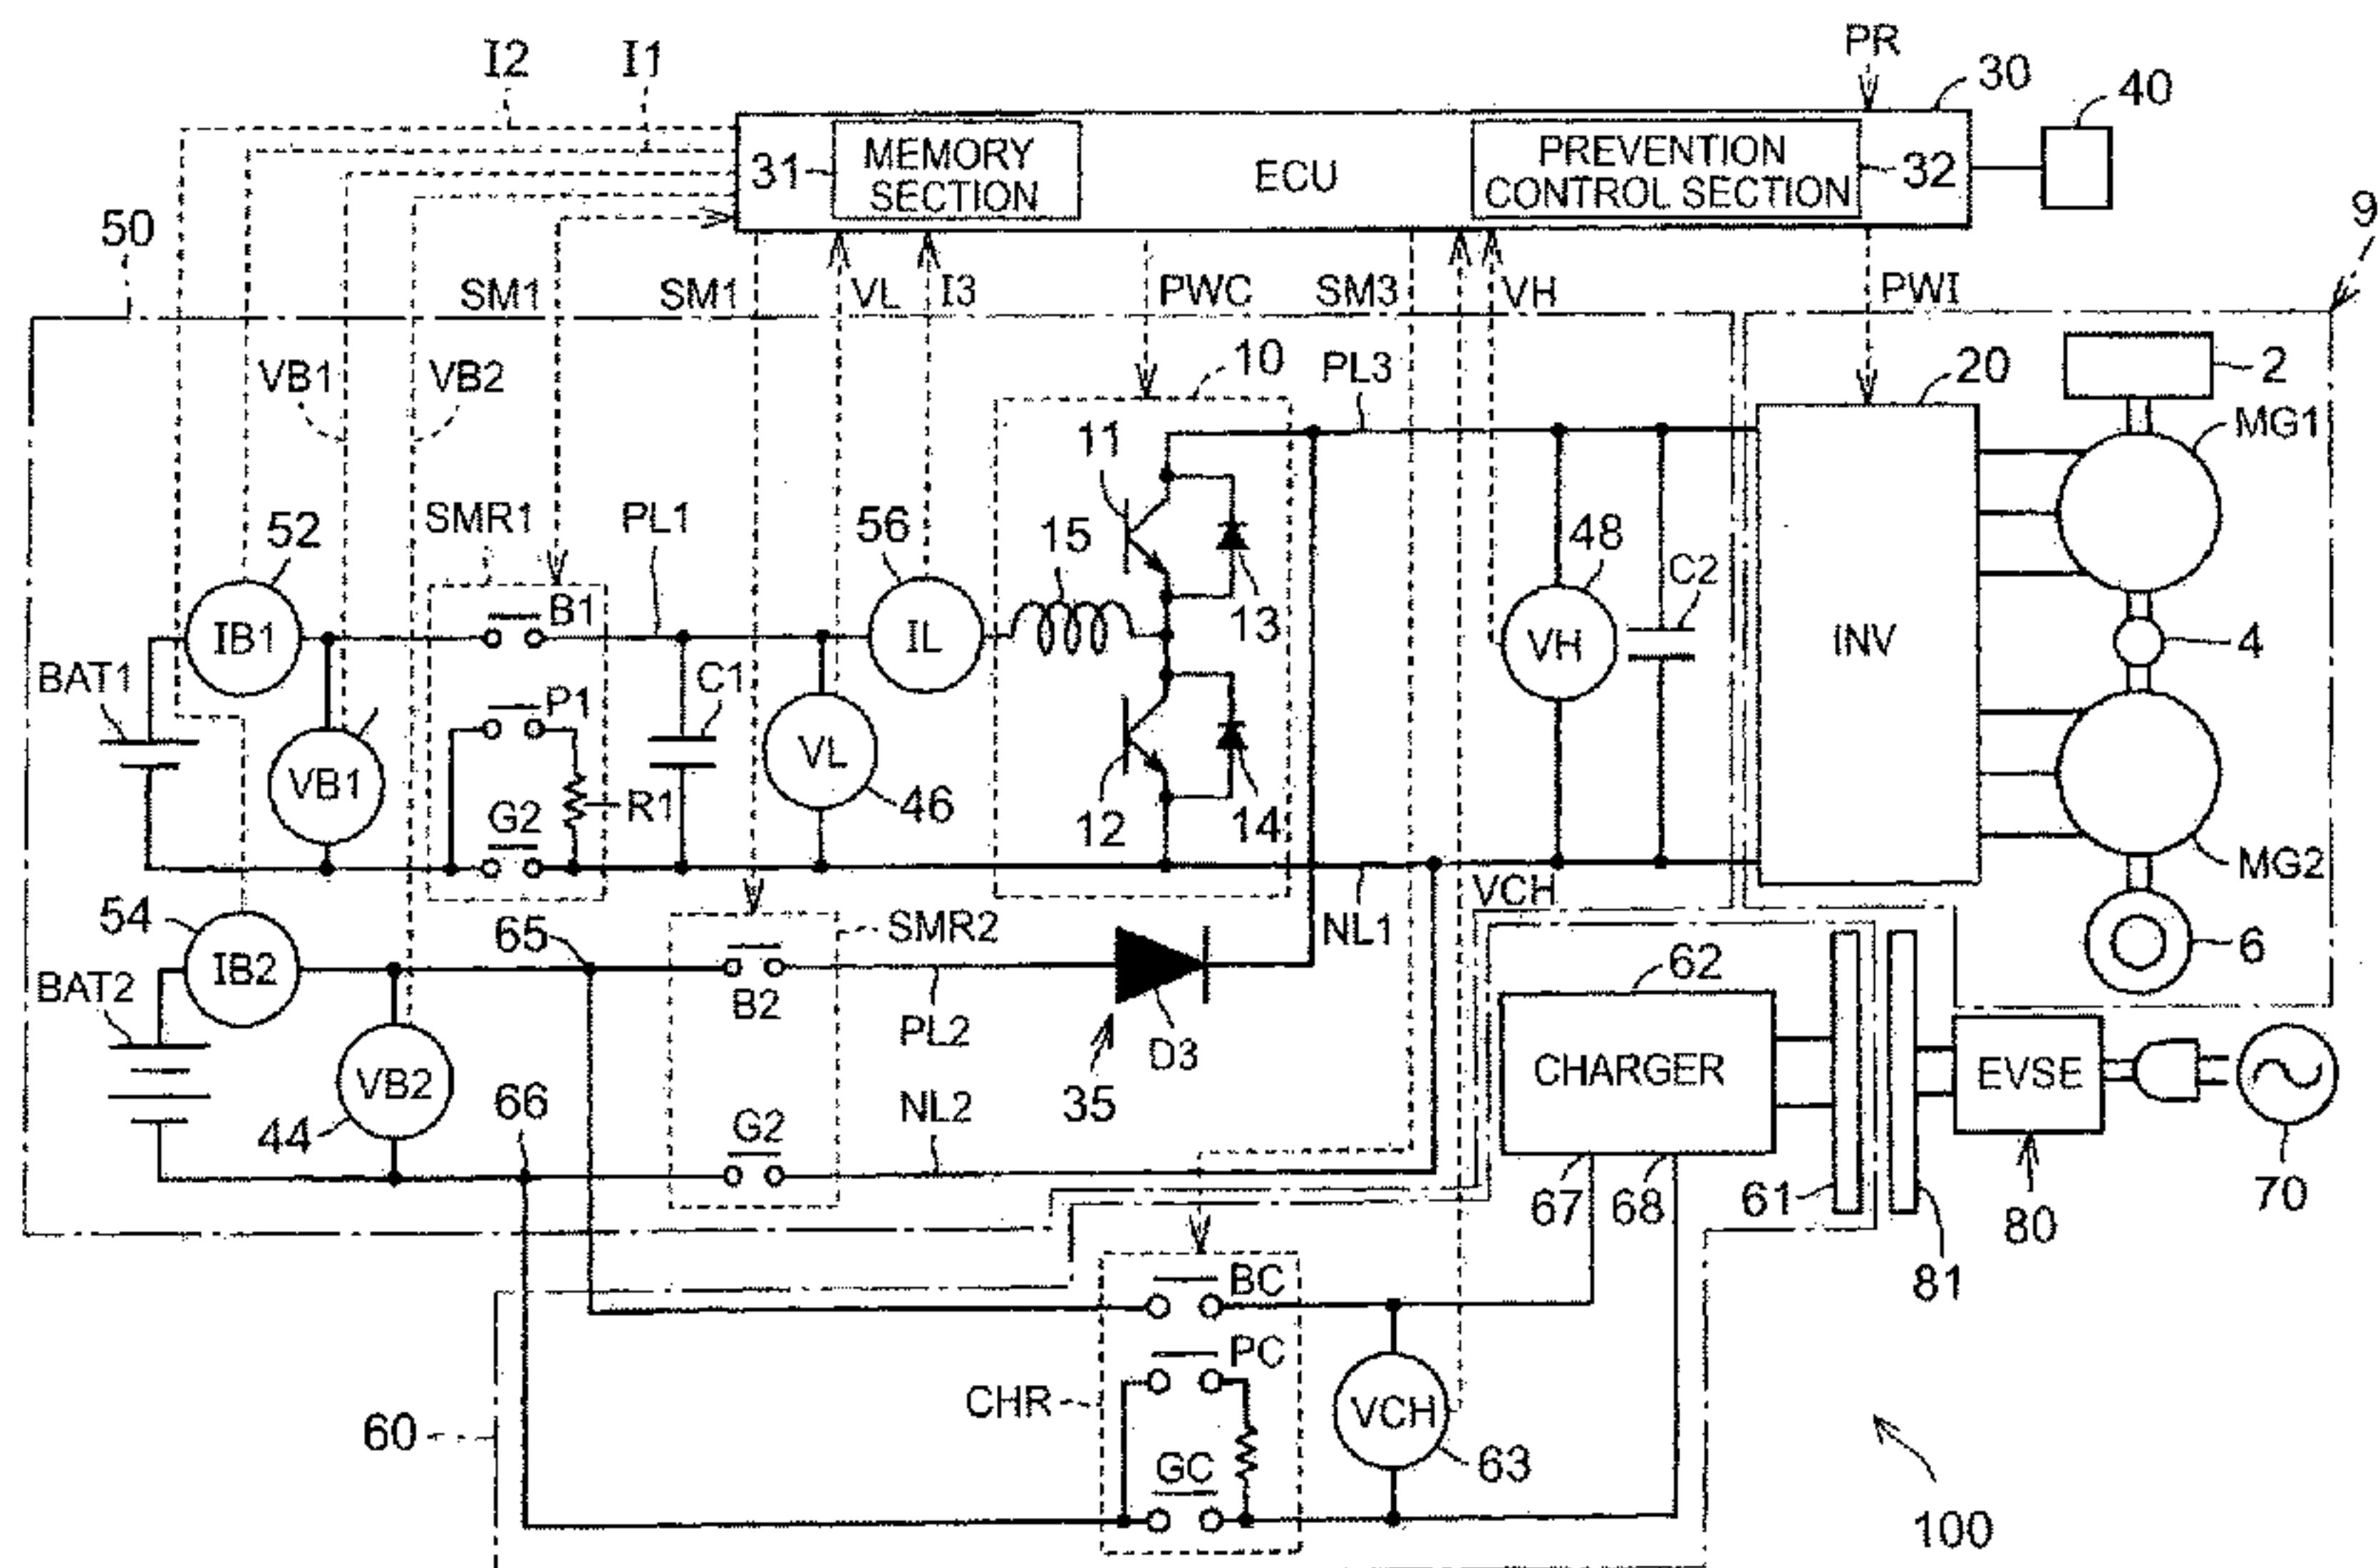 I2
I1
PR
30
40
31
MEMORY
SECTION
ECU
PREVENTION
CONTROL SECTION
32
9
50
SM1
SM1
VL
I3
PWC
SM3
VH
PWI
VB1
VB2
10
PL3
20
2
MG1
11
52
SMR1
PL1
56
15
48
C2
IB1
B1
IL
13
VH
INV
4
BAT1
P1
C1
VB1
VL
G2
R1
46
12
14
MG2
54
65
SMR2
NL1
VCH
6
IB2
BAT2
B2
PL2
D3
62
VB2
44
66
G2
NL2
35
CHARGER
EVSE
67
68
61
81
80
70
BC
PC
CHR
VCH
60
GC
63
100